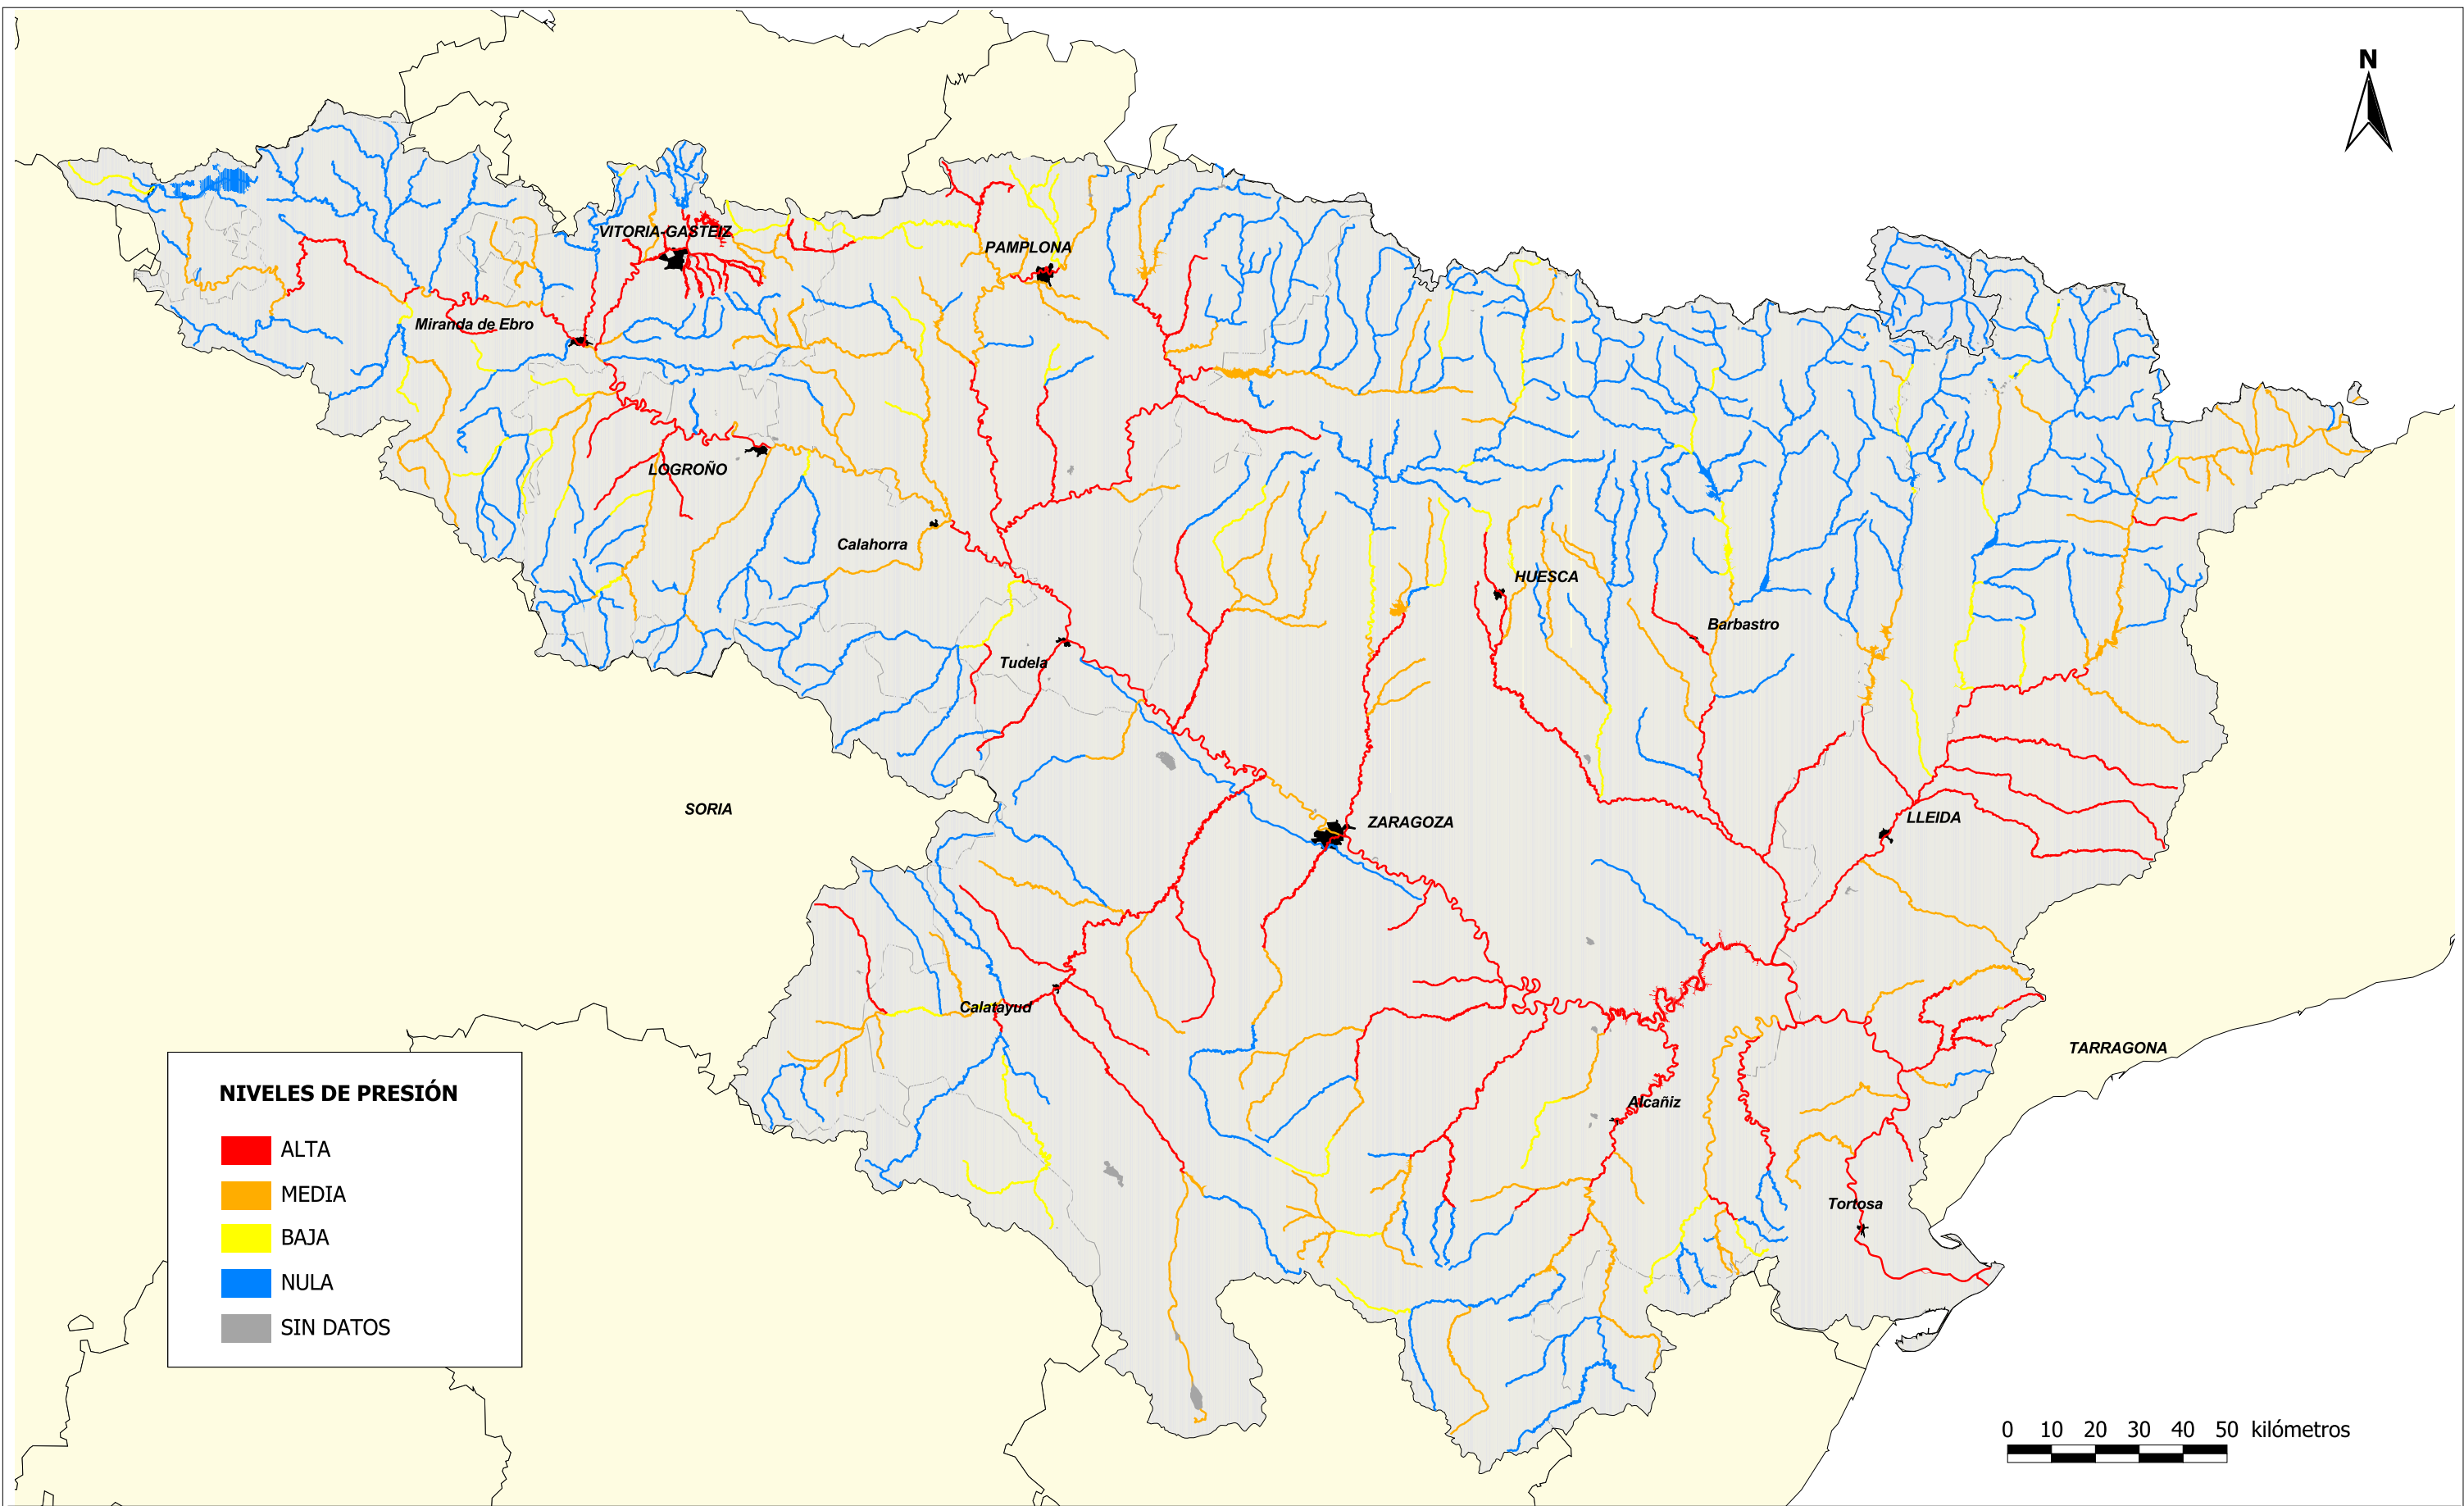 N
VITORIA-GASTEIZ
PAMPLONA
Miranda de Ebro
LOGROÑO
Calahorra
HUESCA
Barbastro
Tudela
SORIA
ZARAGOZA
LLEIDA
Calatayud
TARRAGONA
Alcañiz
Tortosa
NIVELES DE PRESIÓN
ALTA
MEDIA
BAJA
NULA
SIN DATOS
0 10 20 30 40 50 kilómetros